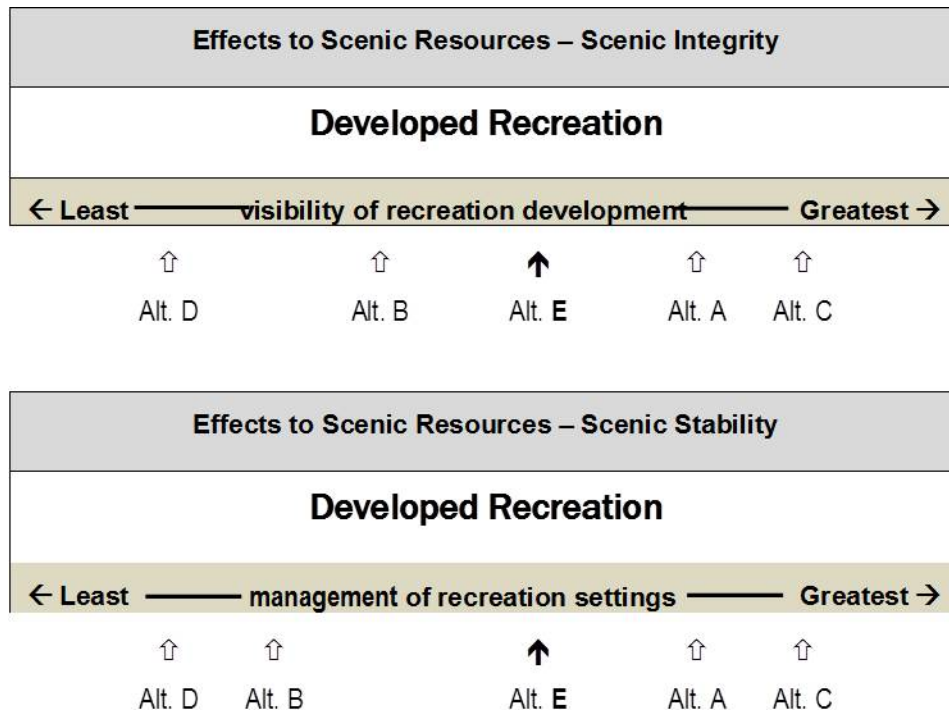 Effects to Scenic Resources – Scenic Integrity
Developed Recreation
← Least visibility of recreation development Greatest →
⇧ ⇧ ⬆ ⇧ ⇧
Alt. D Alt. B Alt. E Alt. A Alt. C
Effects to Scenic Resources – Scenic Stability
Developed Recreation
← Least management of recreation settings Greatest →
⇧ ⇧ ⬆ ⇧ ⇧
Alt. D Alt. B Alt. E Alt. A Alt. C